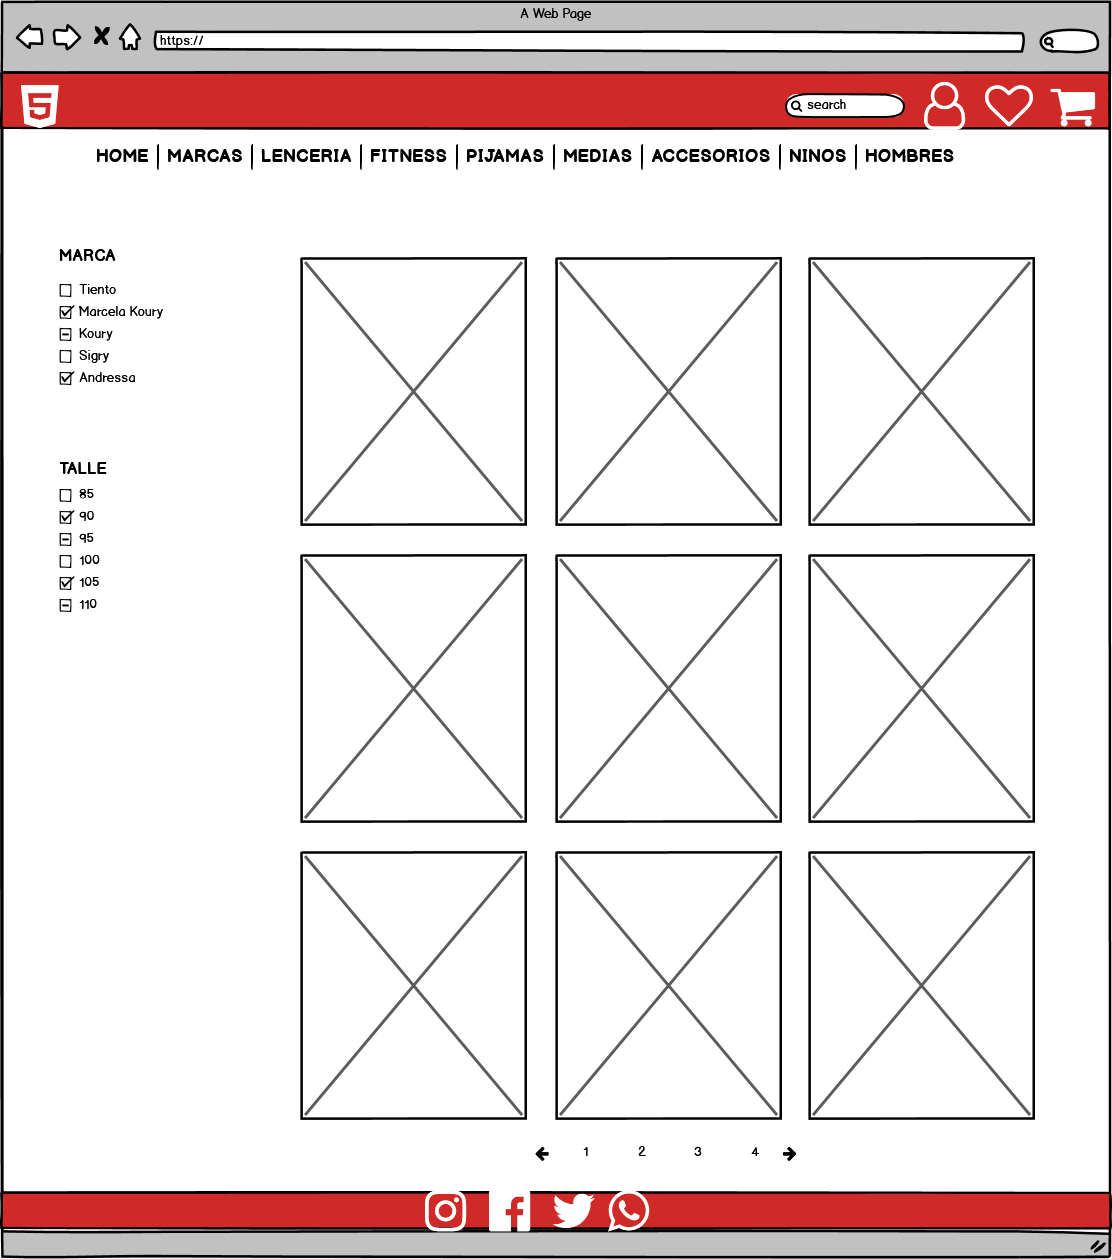 A Web Page
https://
5
search
HOME MARCAS LENCERIA FITNESS PIJAMAS MEDIAS ACCESORIOS NINOS HOMBRES
MARCA
Tiento
Marcela Koury
Koury
Sigry
Andressa
TALLE
85
90
95
100
105
110
1 2 3 4